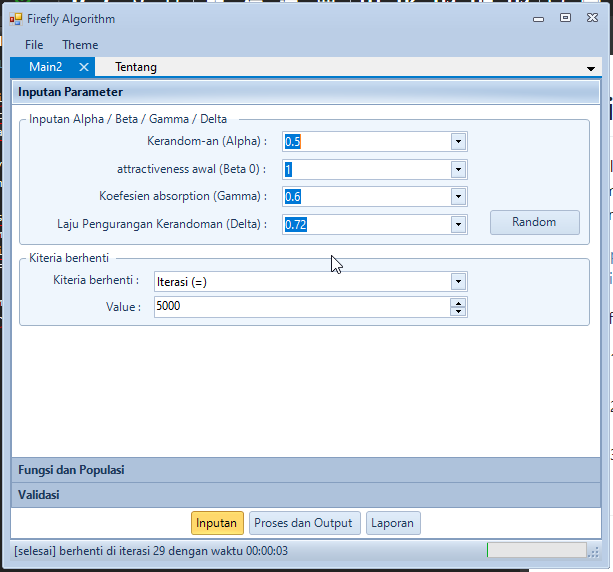 Firefly Algorithm
File Theme
Main2 Tentang
Inputan Parameter
Inputan Alpha / Beta / Gamma / Delta
Kerandom-an (Alpha) : 0.5
attractiveness awal (Beta 0) : 1
Koefesien absorption (Gamma) : 0.6
Laju Pengurangan Kerandoman (Delta) : 0.72
Random
Kiteria berhenti
Kiteria berhenti : Iterasi (=)
Value : 5000
Fungsi dan Populasi
Validasi
Inputan Proses dan Output Laporan
[selesai] berhenti di iterasi 29 dengan waktu 00:00:03